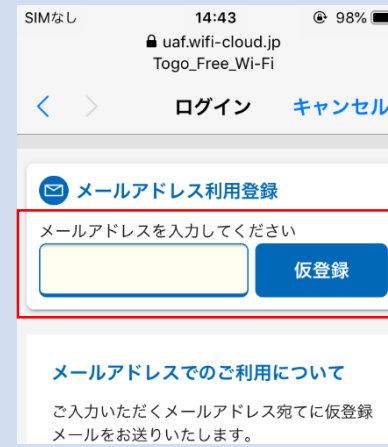 SIMなし 14:43 98%
uaf.wifi-cloud.jp
Togo_Free_Wi-Fi
ログイン キャンセル
メールアドレス利用登録
メールアドレスを入力してください
仮登録
メールアドレスでのご利用について
ご入力いただくメールアドレス宛てに仮登録
メールをお送りいたします。